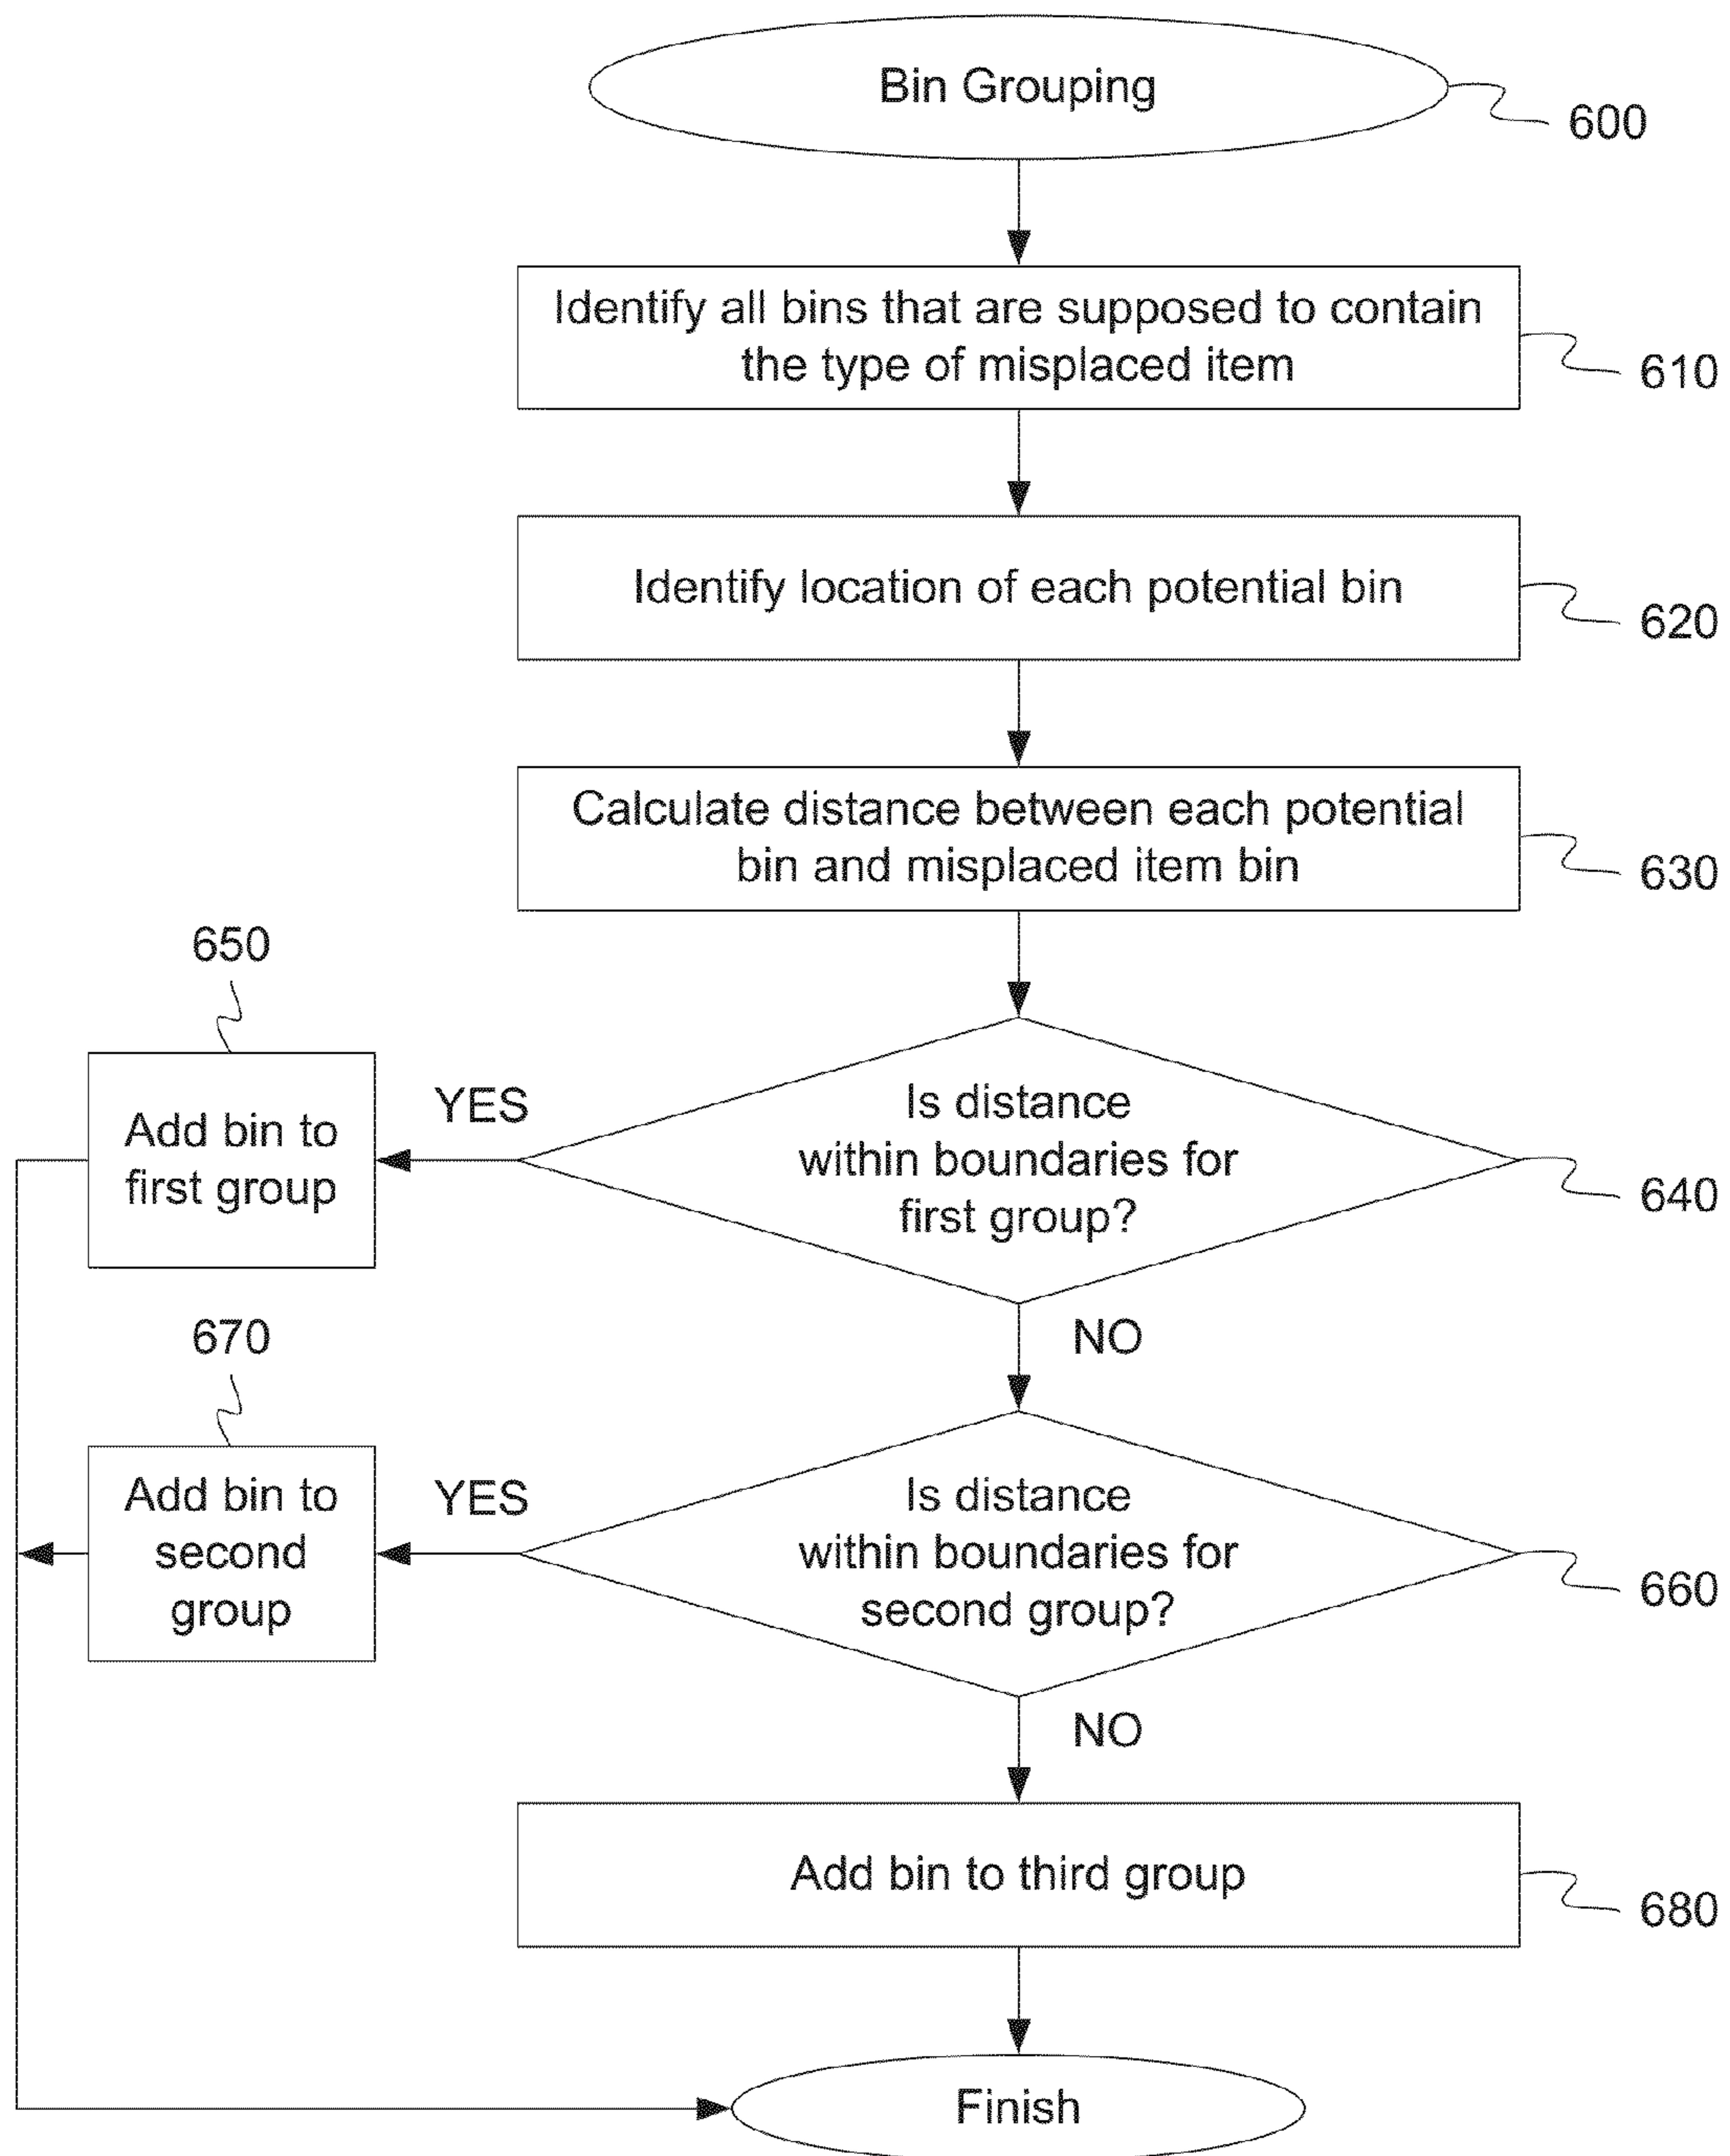 Bin Grouping
600
Identify all bins that are supposed to contain
the type of misplaced item
610
Identify location of each potential bin
620
Calculate distance between each potential
bin and misplaced item bin
630
650
Add bin to
first group
YES
Is distance
within boundaries for
first group?
640
NO
670
Add bin to
second
group
YES
Is distance
within boundaries for
second group?
660
NO
Add bin to third group
680
Finish